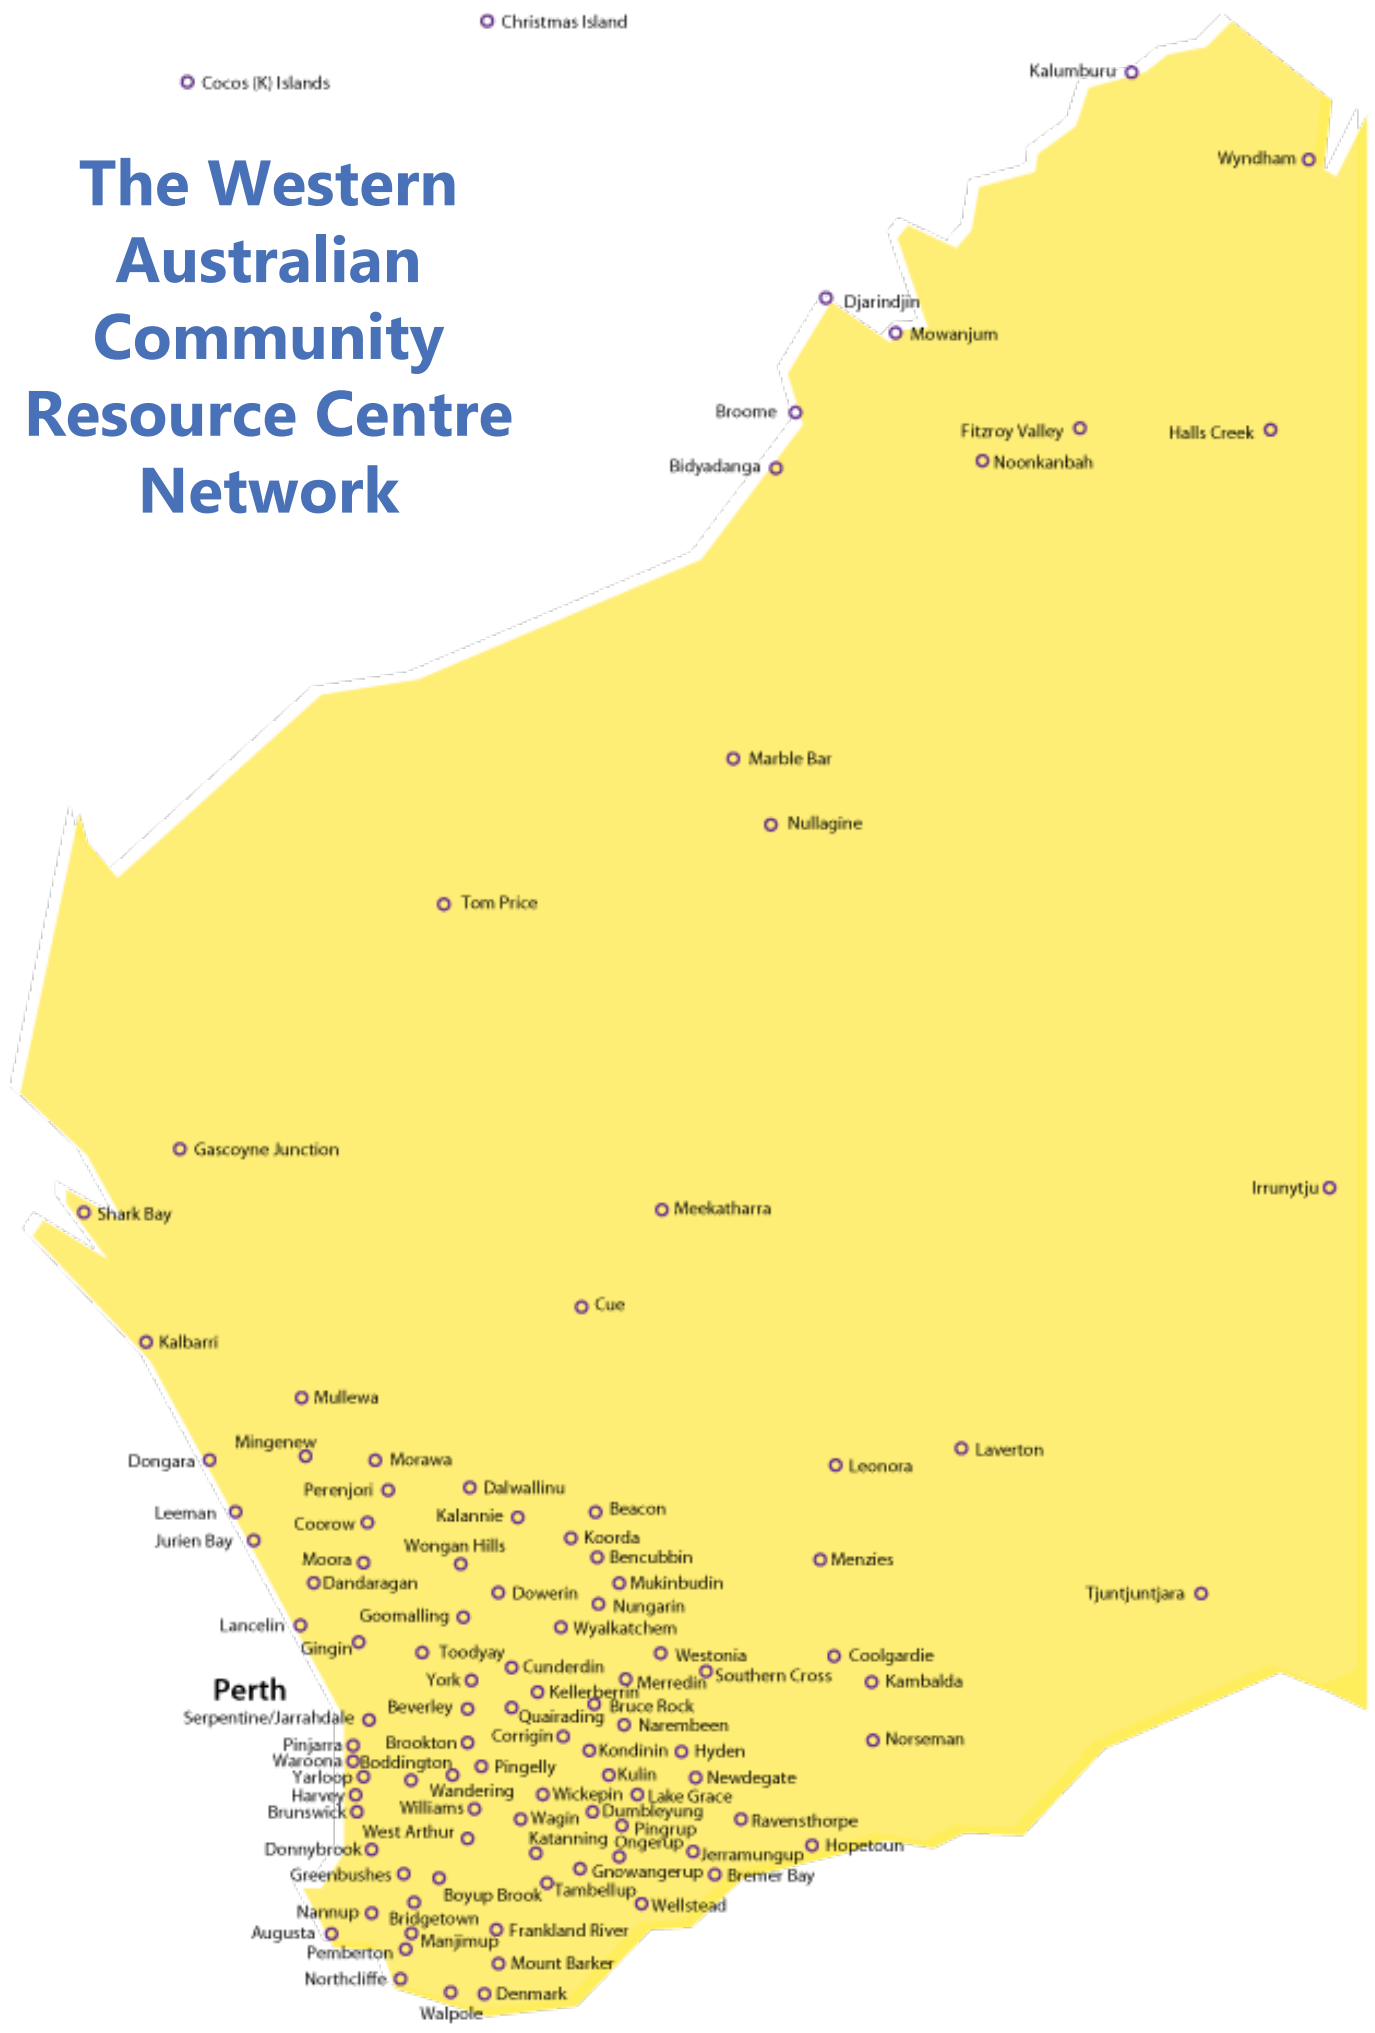 Christmas Island
Cocos (K) Islands
Kalumburu
The Western
Australian
Community
Resource Centre
Network
Wyndham
Djarindjin
Mowanjum
Broome
Fitzroy Valley
Halls Creek
Bidyadanga
Noonkanbah
Marble Bar
Nullagine
Tom Price
Gascoyne Junction
Irrunytju
Shark Bay
Meekatharra
Cue
Kalbarri
Mullewa
Mingenew
Dongara
Morawa
Laverton
Leonora
Perenjori
Dalwallinu
Leeman
Coorow
Kalannie
Beacon
Jurien Bay
Wongan Hills
Koorda
Moora
Bencubbin
Menzies
Dandaragan
Dowerin
Mukinbudin
Tjuntjuntjara
Nungarin
Goomalling
Lancelin
Wyalkatchem
Gingin
Toodyay
Westonia
Coolgardie
Cunderdin
Southern Cross
York
Merredin
Kambalda
Perth
Kellerberrin
Beverley
Bruce Rock
Serpentine/Jarrahdale
Quairading
Narembeen
Corrigin
Norseman
Pinjarra
Brookton
Kondinin
Hyden
Waroona
Boddington
Pingelly
Yarloop
Kulin
Newdegate
Wandering
Harvey
Wickepin
Lake Grace
Brunswick
Williams
Dumbleyung
Wagin
Ravensthorpe
West Arthur
Pingrup
Katanning
Ongerup
Hopetoun
Donnybrook
Jerramungup
Greenbushes
Gnowangerup
Bremer Bay
Boyup Brook
Tambellup
Wellstead
Nannup
Bridgetown
Augusta
Frankland River
Manjimup
Pemberton
Mount Barker
Northcliffe
Denmark
Walpole